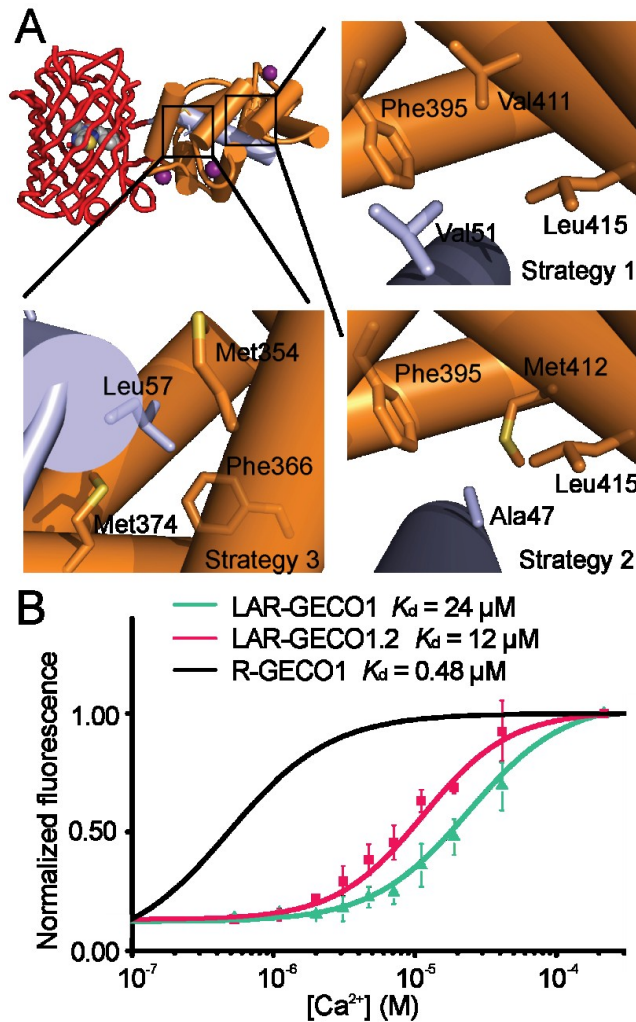 A
Phe395
Val411
Val51
Leu415
Strategy 1
Leu57
Met354
Phe366
Met374
Strategy 3
Phe395
Met412
Leu415
Ala47
Strategy 2
B
LAR-GECO1 Kd = 24 µM
LAR-GECO1.2 Kd = 12 µM
R-GECO1 Kd = 0.48 µM
Normalized fluorescence
1.00
0.50
0.00
10⁻⁷ 10⁻⁶ 10⁻⁵ 10⁻⁴
[Ca²⁺] (M)